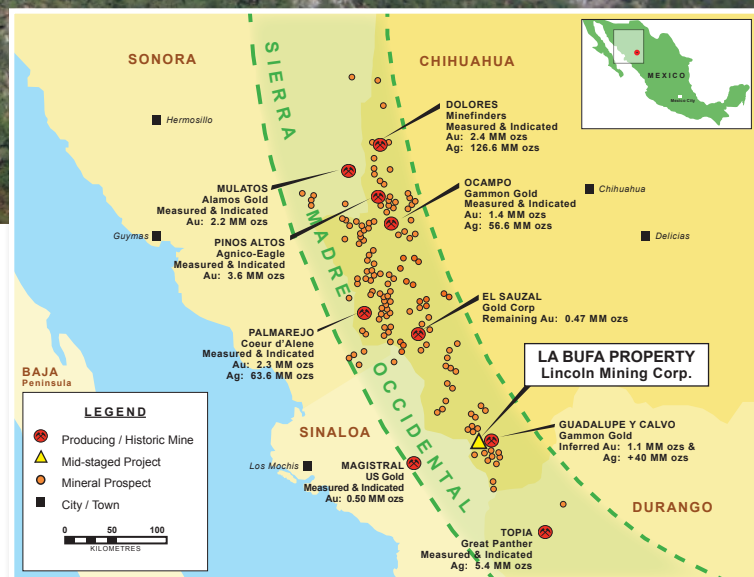 SONORA
SIERRA
CHIHUAHUA
MEXICO
Mexico City
Hermosillo
DOLORES
Minefinders
Measured & Indicated
Au: 2.4 MM ozs
Ag: 126.6 MM ozs
MULATOS
Alamos Gold
Measured & Indicated
Au: 2.2 MM ozs
OCAMPO
Gammon Gold
Measured & Indicated
Au: 1.4 MM ozs
Ag: 56.6 MM ozs
Chihuahua
Guaymas
Delicias
MADRE
PINOS ALTOS
Agnico-Eagle
Measured & Indicated
Au: 3.6 MM ozs
EL SAUZAL
Gold Corp
Remaining Au: 0.47 MM ozs
PALMAREJO
Coeur d'Alene
Measured & Indicated
Au: 2.3 MM ozs
Ag: 63.6 MM ozs
LA BUFA PROPERTY
Lincoln Mining Corp.
BAJA
Peninsula
OCCIDENTAL
LEGEND
Producing / Historic Mine
Mid-staged Project
Mineral Prospect
City / Town
0 50 100
KILOMETRES
SINALOA
GUADALUPE Y CALVO
Gammon Gold
Inferred Au: 1.1 MM ozs &
Ag: +40 MM ozs
Los Mochis
MAGISTRAL
US Gold
Measured & Indicated
Au: 0.50 MM ozs
DURANGO
TOPIA
Great Panther
Measured & Indicated
Ag: 5.4 MM ozs